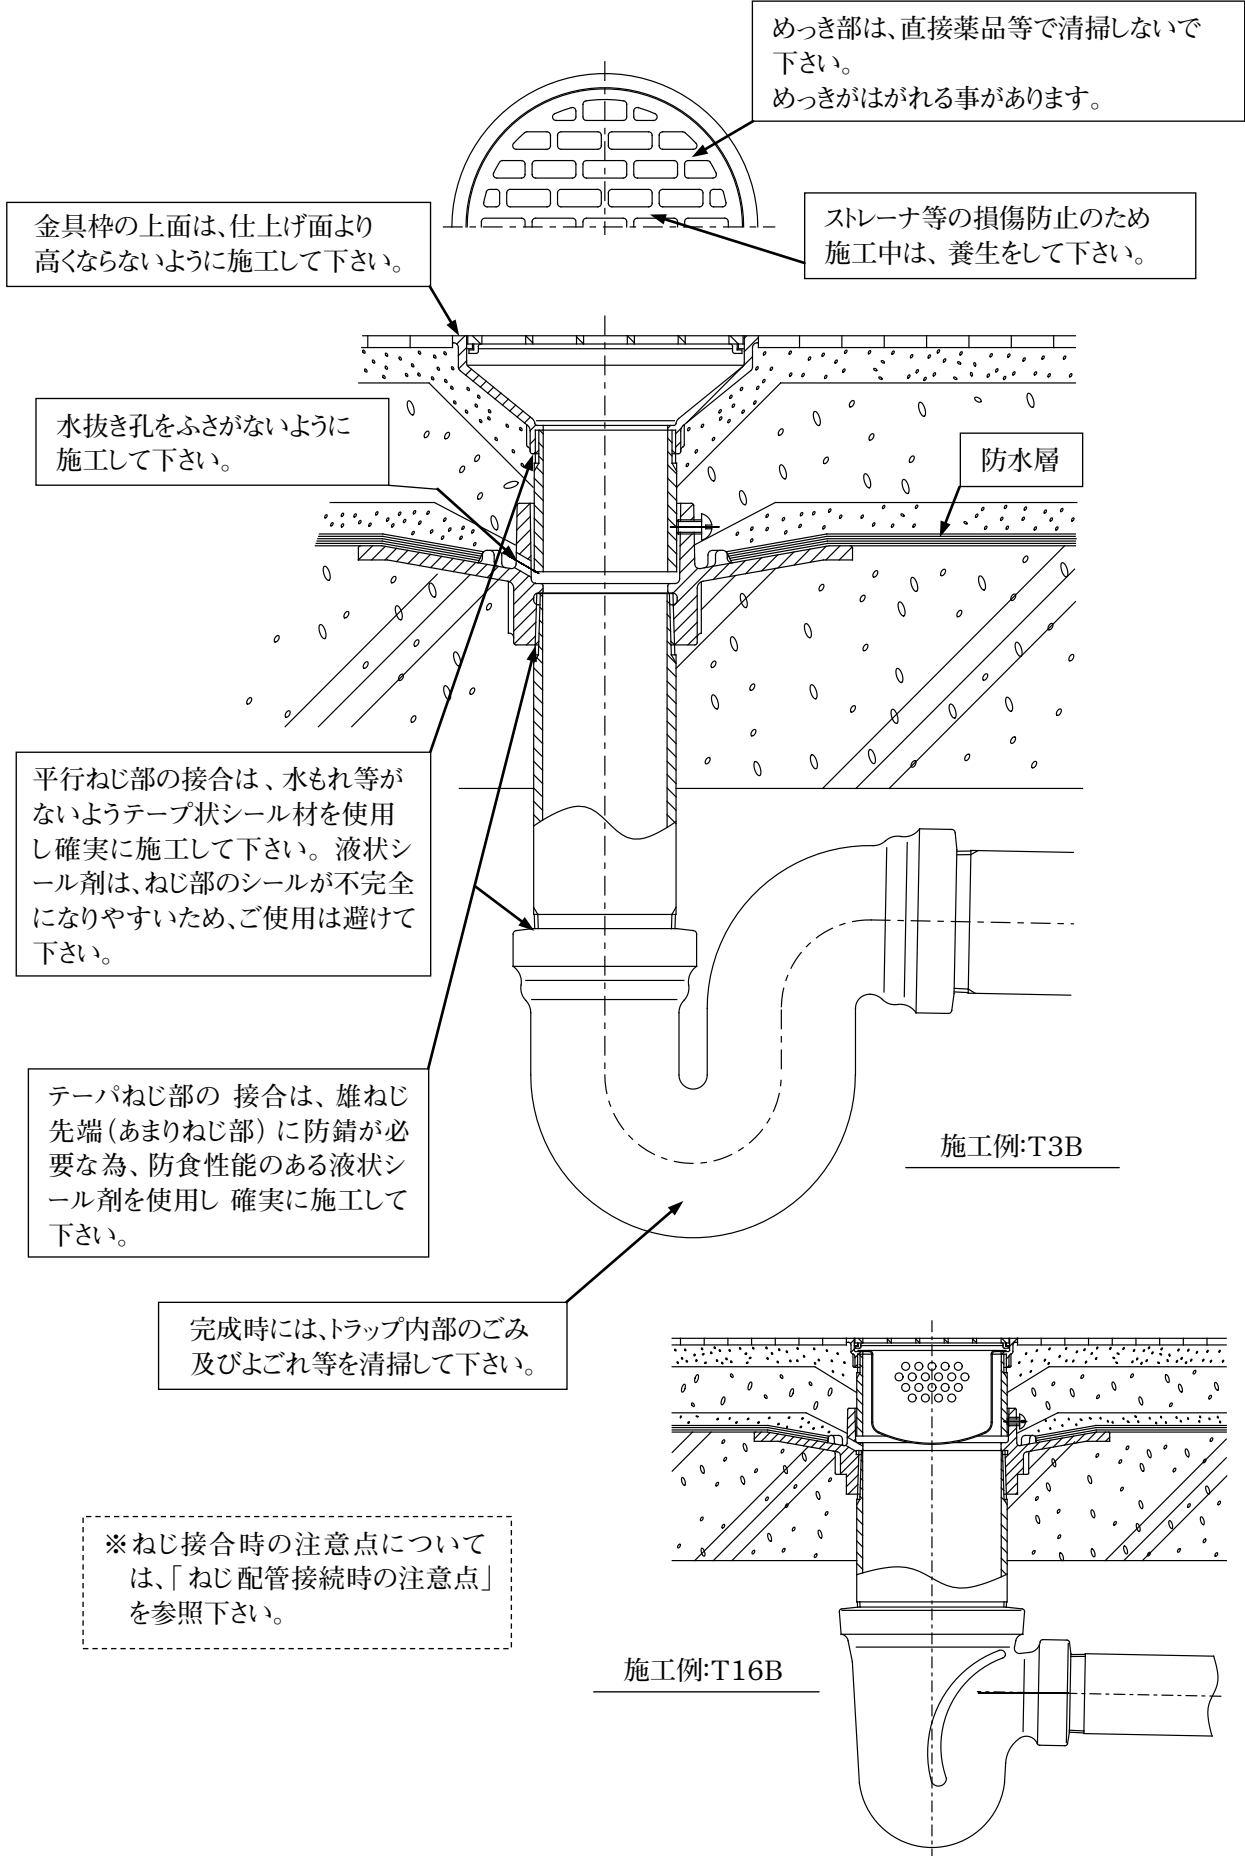 めっき部は、直接薬品等で清掃しないで
下さい。
めっきがはがれる事があります。
金具枠の上面は、仕上げ面より
高くならないように施工して下さい。
ストレーナ等の損傷防止のため
施工中は、養生をして下さい。
水抜き孔をふさがないように
施工して下さい。
防水層
平行ねじ部の接合は、水もれ等が
ないようテープ状シール材を使用
し確実に施工して下さい。液状シ
ール剤は、ねじ部のシールが不完全
になりやすいため、ご使用は避けて
下さい。
テーパねじ部の 接合は、雄ねじ
先端(あまりねじ部)に防錆が必
要な為、防食性能のある液状シ
ール剤を使用し 確実に施工して
下さい。
施工例:T3B
完成時には、トラップ内部のごみ
及びよごれ等を清掃して下さい。
※ねじ接合時の注意点について
は、「ねじ配管接続時の注意点」
を参照下さい。
施工例:T16B